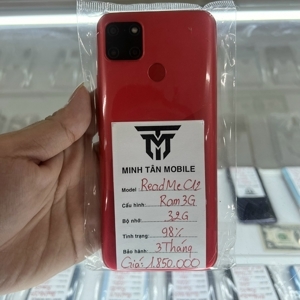 TM
MINH TÂN MOBILE
Model: ReadMe C12
Cấu hình: Ram 3G
Bộ nhớ: 32G
Tình trạng: 98%
Bảo hành: 3 Tháng
Giá: 1.850.000